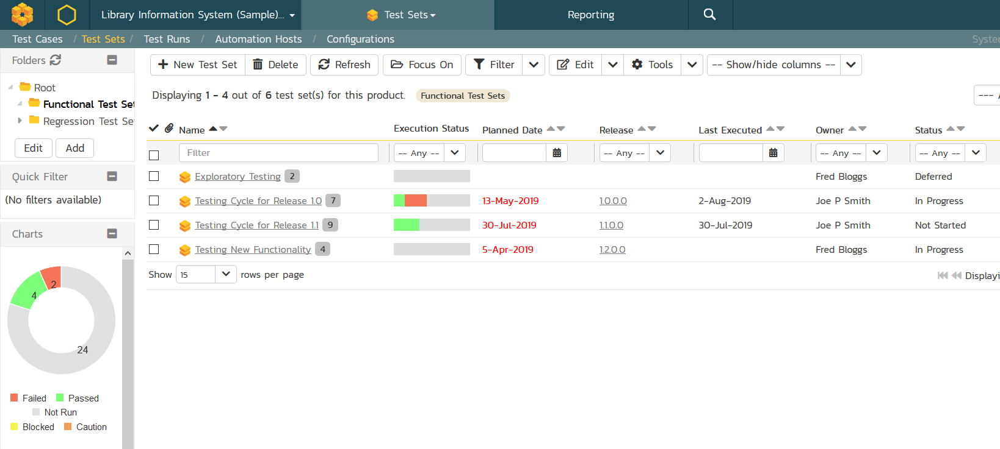 Library Information System (Sample)...
Test Sets
Reporting
Test Cases / Test Sets / Test Runs / Automation Hosts / Configurations
Syste
Folders
Root
Functional Test Set
Regression Test Se
Edit Add
Quick Filter
(No filters available)
Charts
2
4
24
Failed Passed
Not Run
Blocked Caution
New Test Set Delete Refresh Focus On Filter Edit Tools -- Show/hide columns --
Displaying 1 - 4 out of 6 test set(s) for this product. Functional Test Sets
---
Name Execution Status Planned Date Release Last Executed Owner Status
Filter -- Any -- -- Any -- -- Any -- -- Any --
Exploratory Testing 2 Fred Bloggs Deferred
Testing Cycle for Release 1.0 7 13-May-2019 1.0.0.0 2-Aug-2019 Joe P Smith In Progress
Testing Cycle for Release 1.1 9 30-Jul-2019 1.1.0.0 30-Jul-2019 Joe P Smith Not Started
Testing New Functionality 4 5-Apr-2019 1.2.0.0 Fred Bloggs In Progress
Show 15 rows per page
Displayi